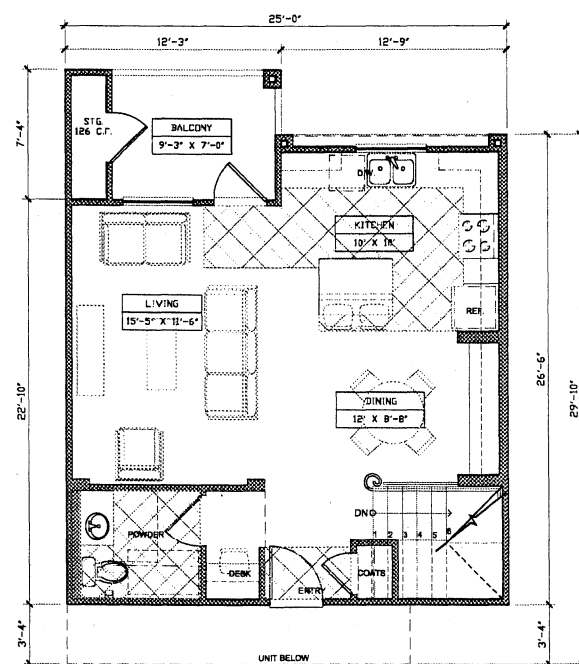 25'-0"
12'-3"
12'-9"
7'-4"
STG.
126 C.F.
BALCONY
9'-3" X 7'-0"
D.W.
KITCHEN
10' X 18'
REF.
LIVING
15'-5" X 11'-6"
22'-10"
26'-6"
29'-10"
DINING
12' X 8'-8"
DN
1 2 3 4 5 6
POWDER
DESK
ENTRY
COATS
3'-4"
3'-4"
UNIT BELOW